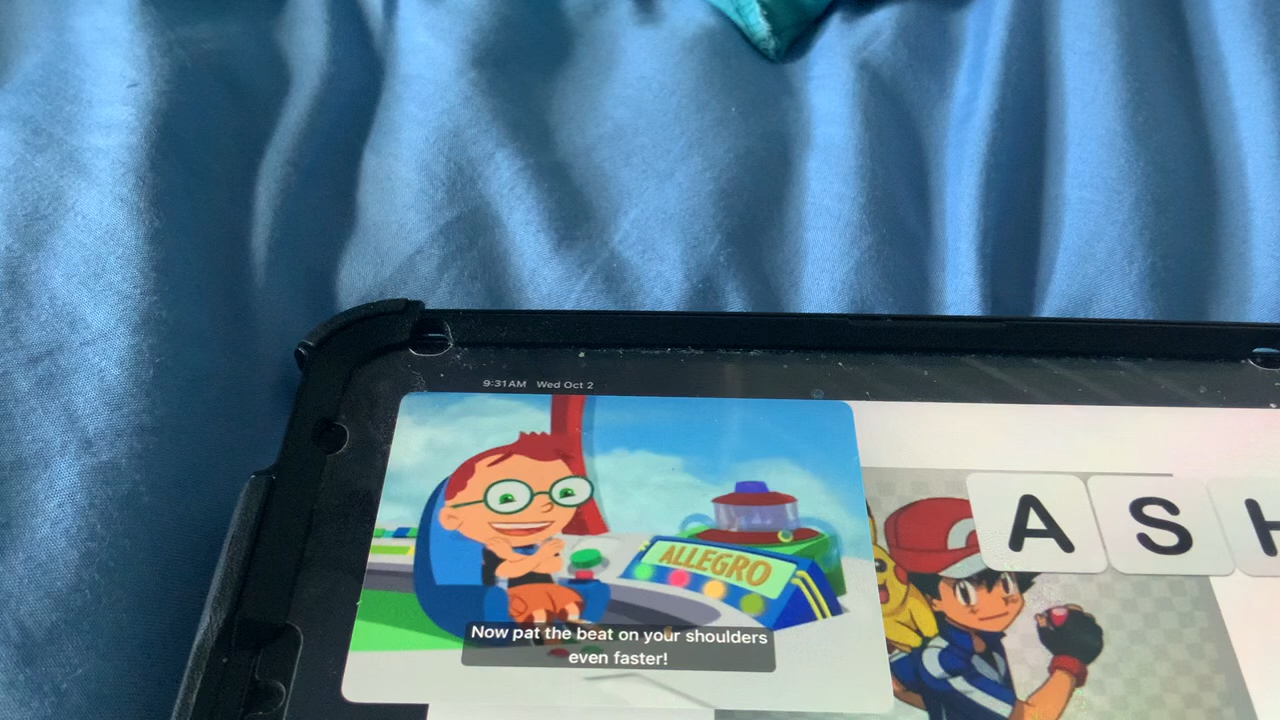 9:31AM Wed Oct 2
ALLEGRO
A S H
Now pat the beat on your shoulders
even faster!